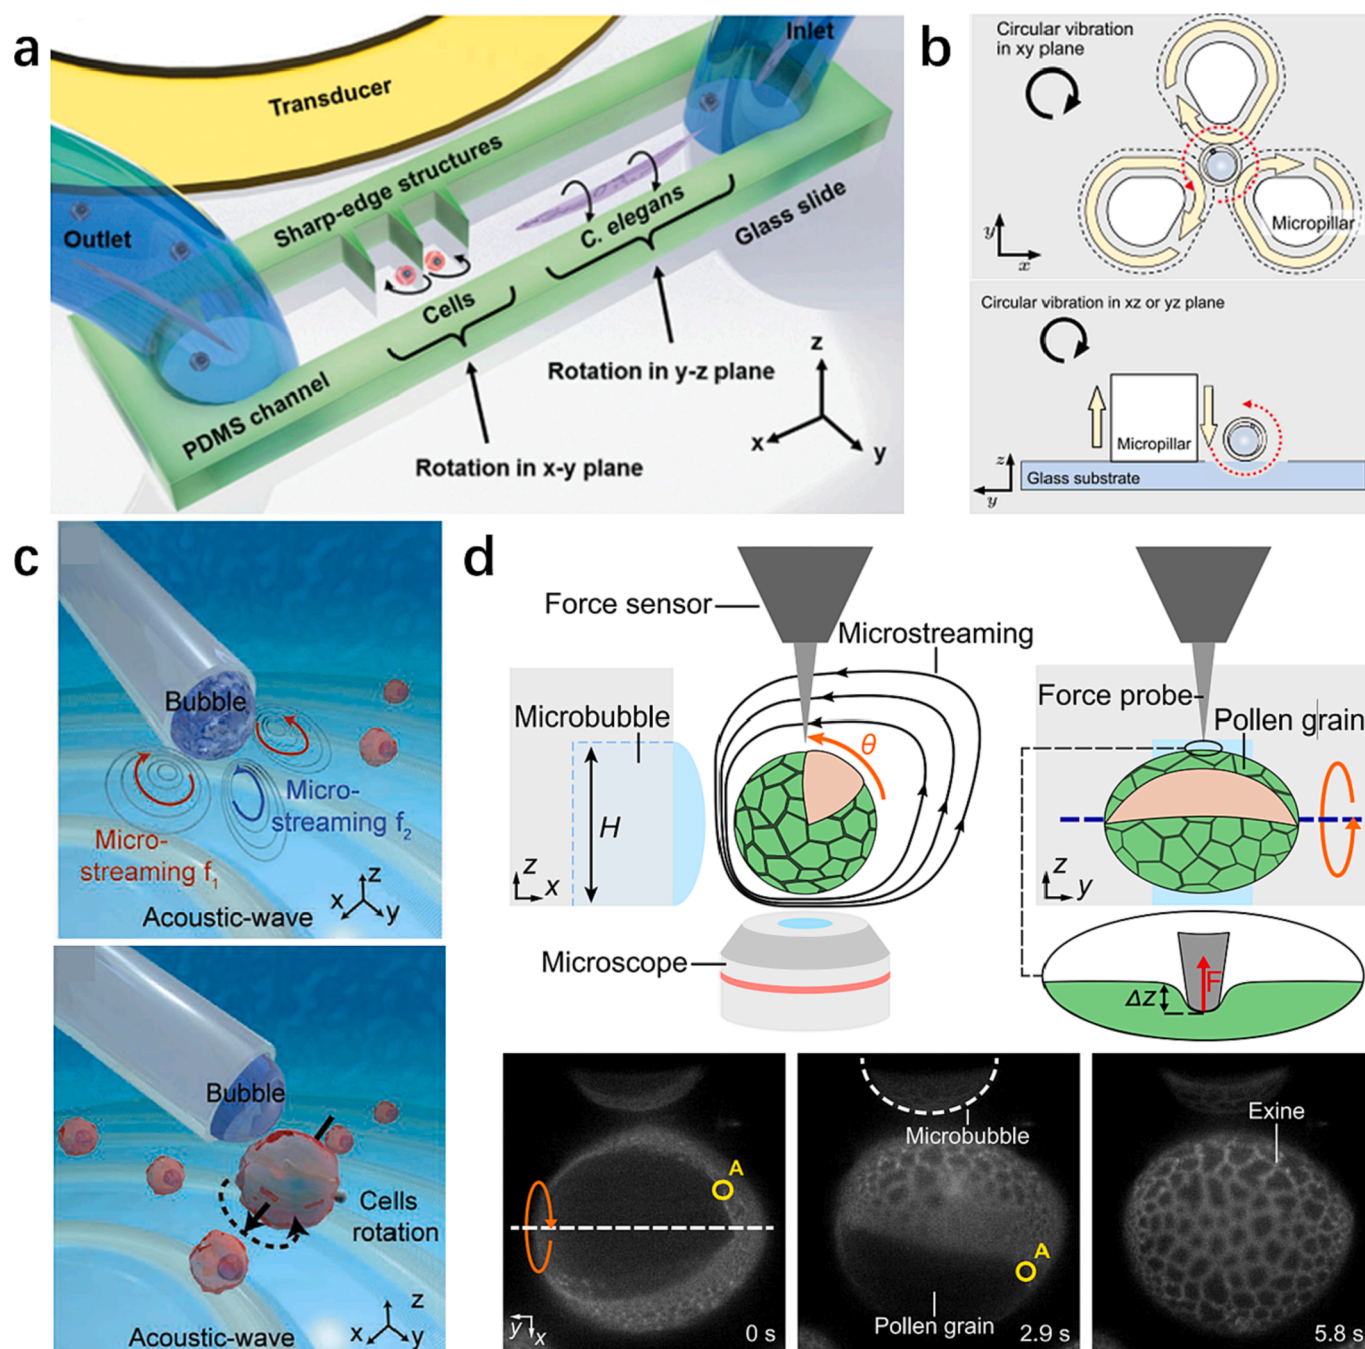 a
Transducer
Inlet
Sharp-edge structures
Outlet
C. elegans
Glass slide
Cells
PDMS channel
Rotation in y-z plane
Rotation in x-y plane
z
x
y
b
Circular vibration
in xy plane
Micropillar
y
x
Circular vibration in xz or yz plane
Micropillar
z
Glass substrate
y
c
Bubble
Micro-
streaming f2
Micro-
streaming f1
z
x
y
Acoustic-wave
Bubble
Cells
rotation
z
x
y
Acoustic-wave
d
Force sensor
Microstreaming
Microbubble
θ
H
z
x
Microscope
Force probe
Pollen grain
z
y
F
Δz
A
y
x
0 s
Microbubble
A
Pollen grain
2.9 s
Exine
5.8 s